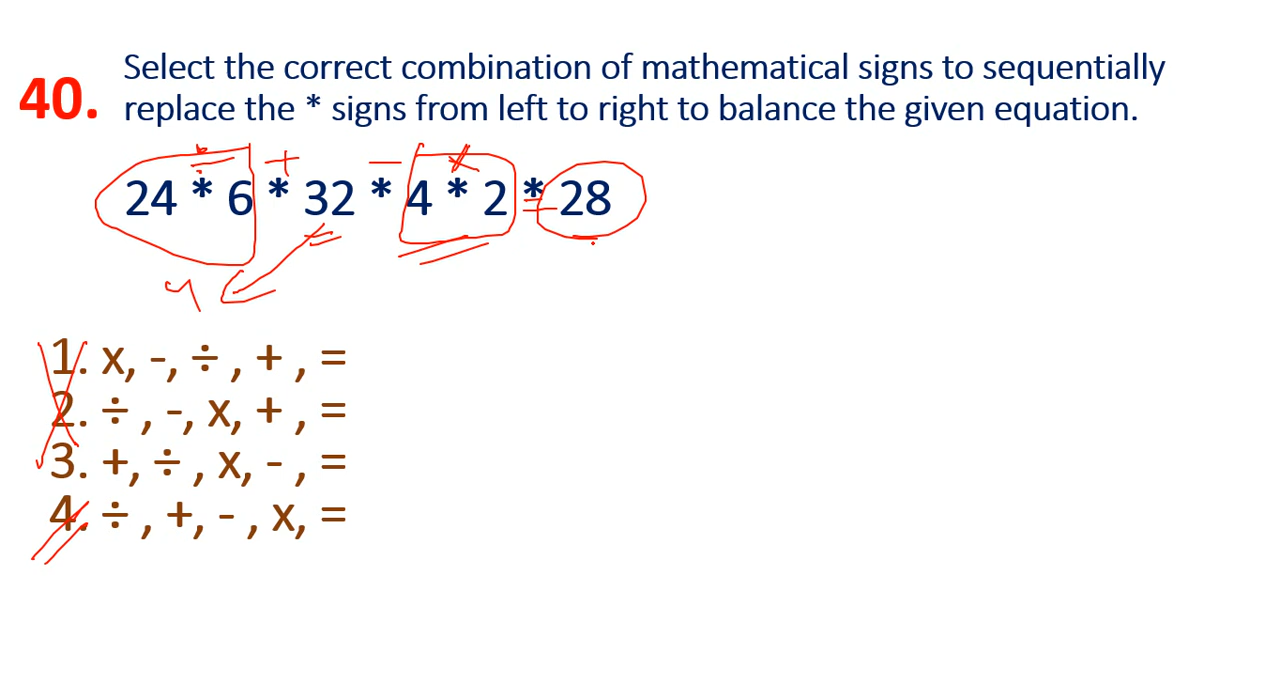 40. Select the correct combination of mathematical signs to sequentially
replace the * signs from left to right to balance the given equation.
÷ + − ×
24 * 6 * 32 * 4 * 2 * 28
=
4
1. x, -, ÷ , + , =
2. ÷ , -, x, + , =
3. +, ÷ , x, - , =
4. ÷ , +, - , x, =